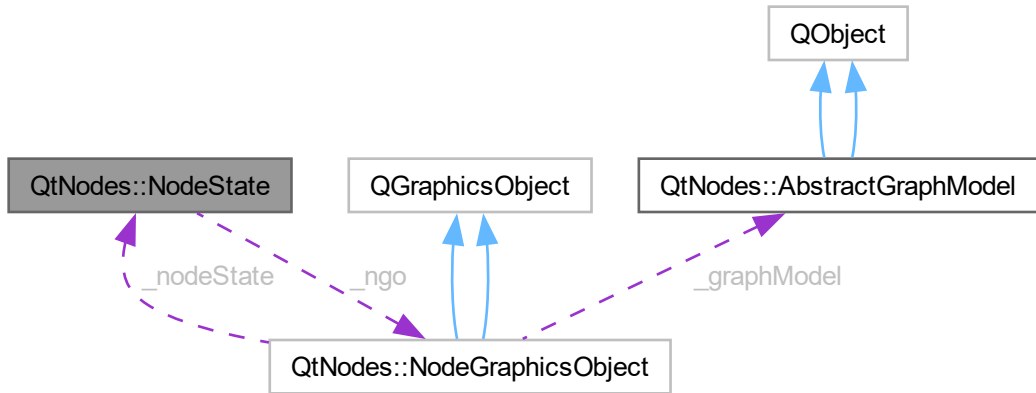 QObject
QtNodes::NodeState
QGraphicsObject
QtNodes::AbstractGraphModel
_nodeState
_ngo
_graphModel
QtNodes::NodeGraphicsObject